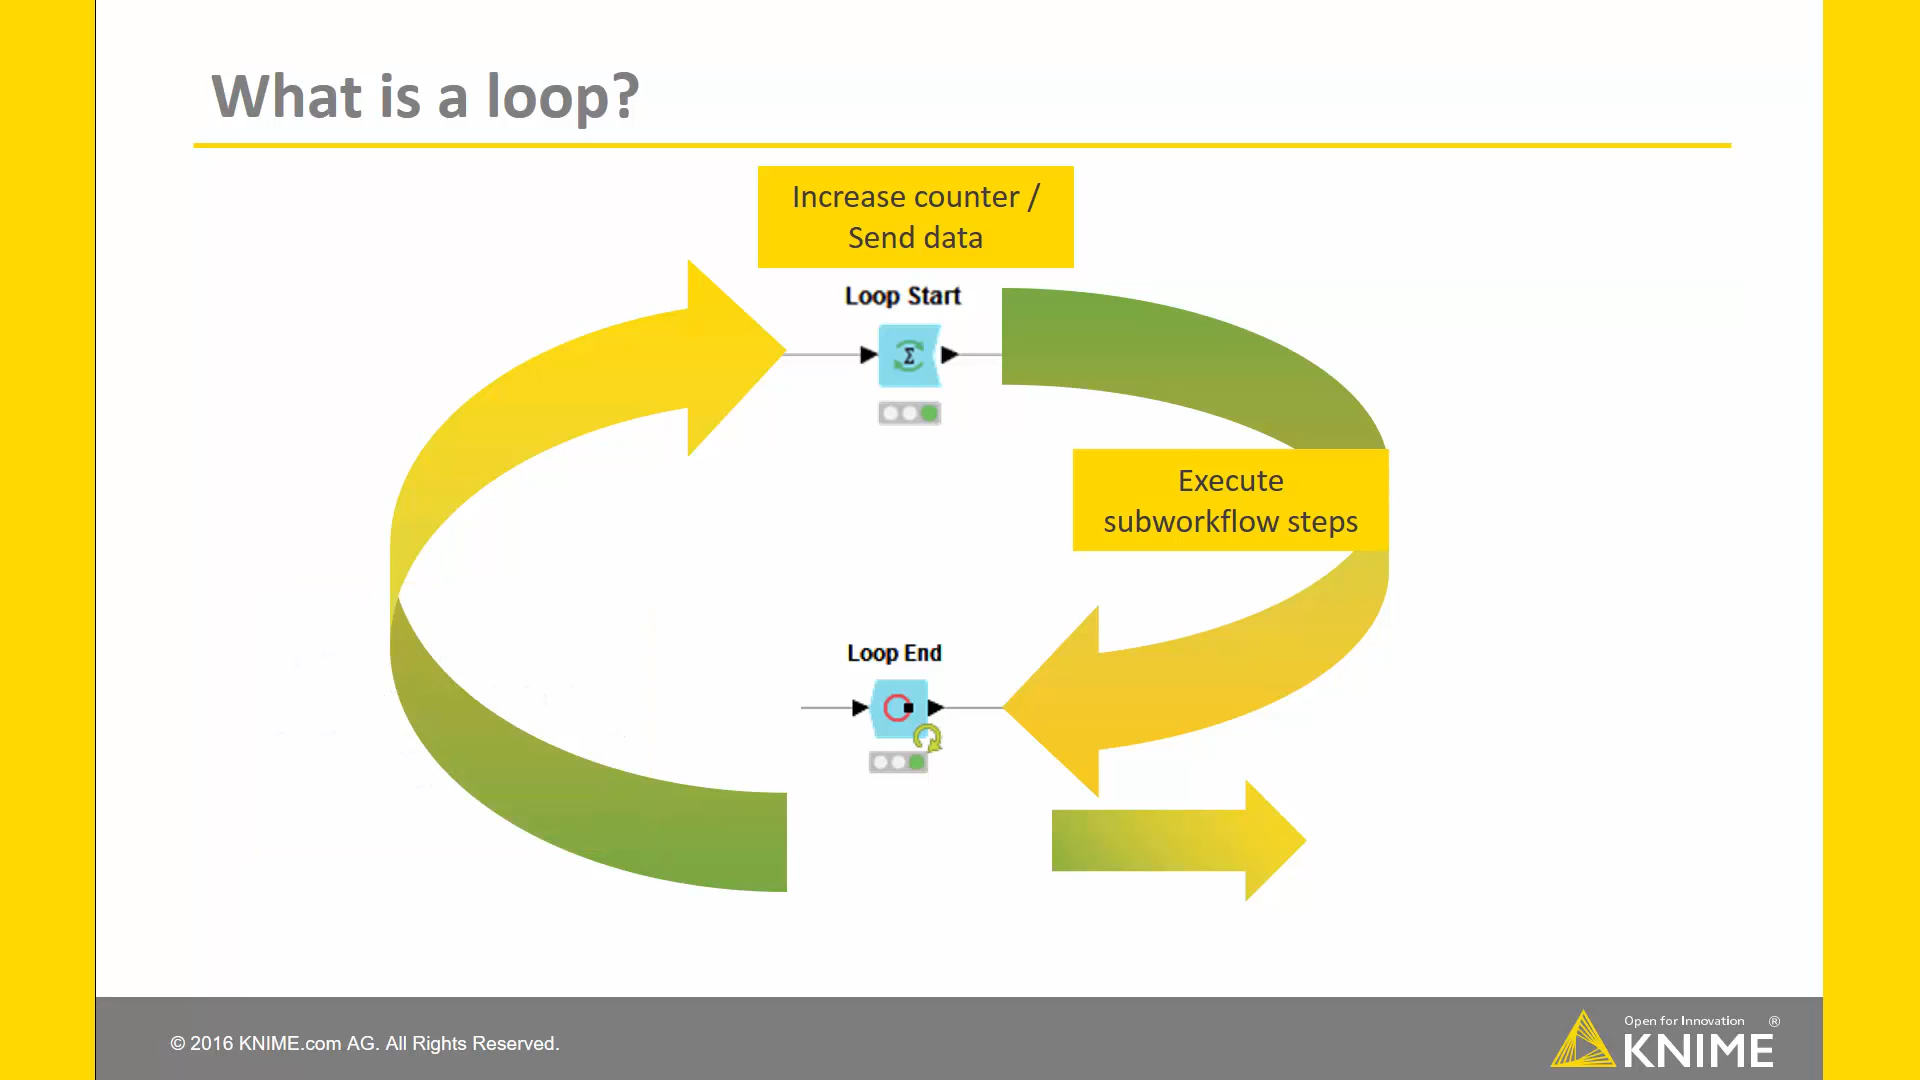 What is a loop?
Increase counter /
Send data
Loop Start
Σ
Execute
subworkflow steps
Loop End
© 2016 KNIME.com AG. All Rights Reserved.
Open for Innovation ®
KNIME